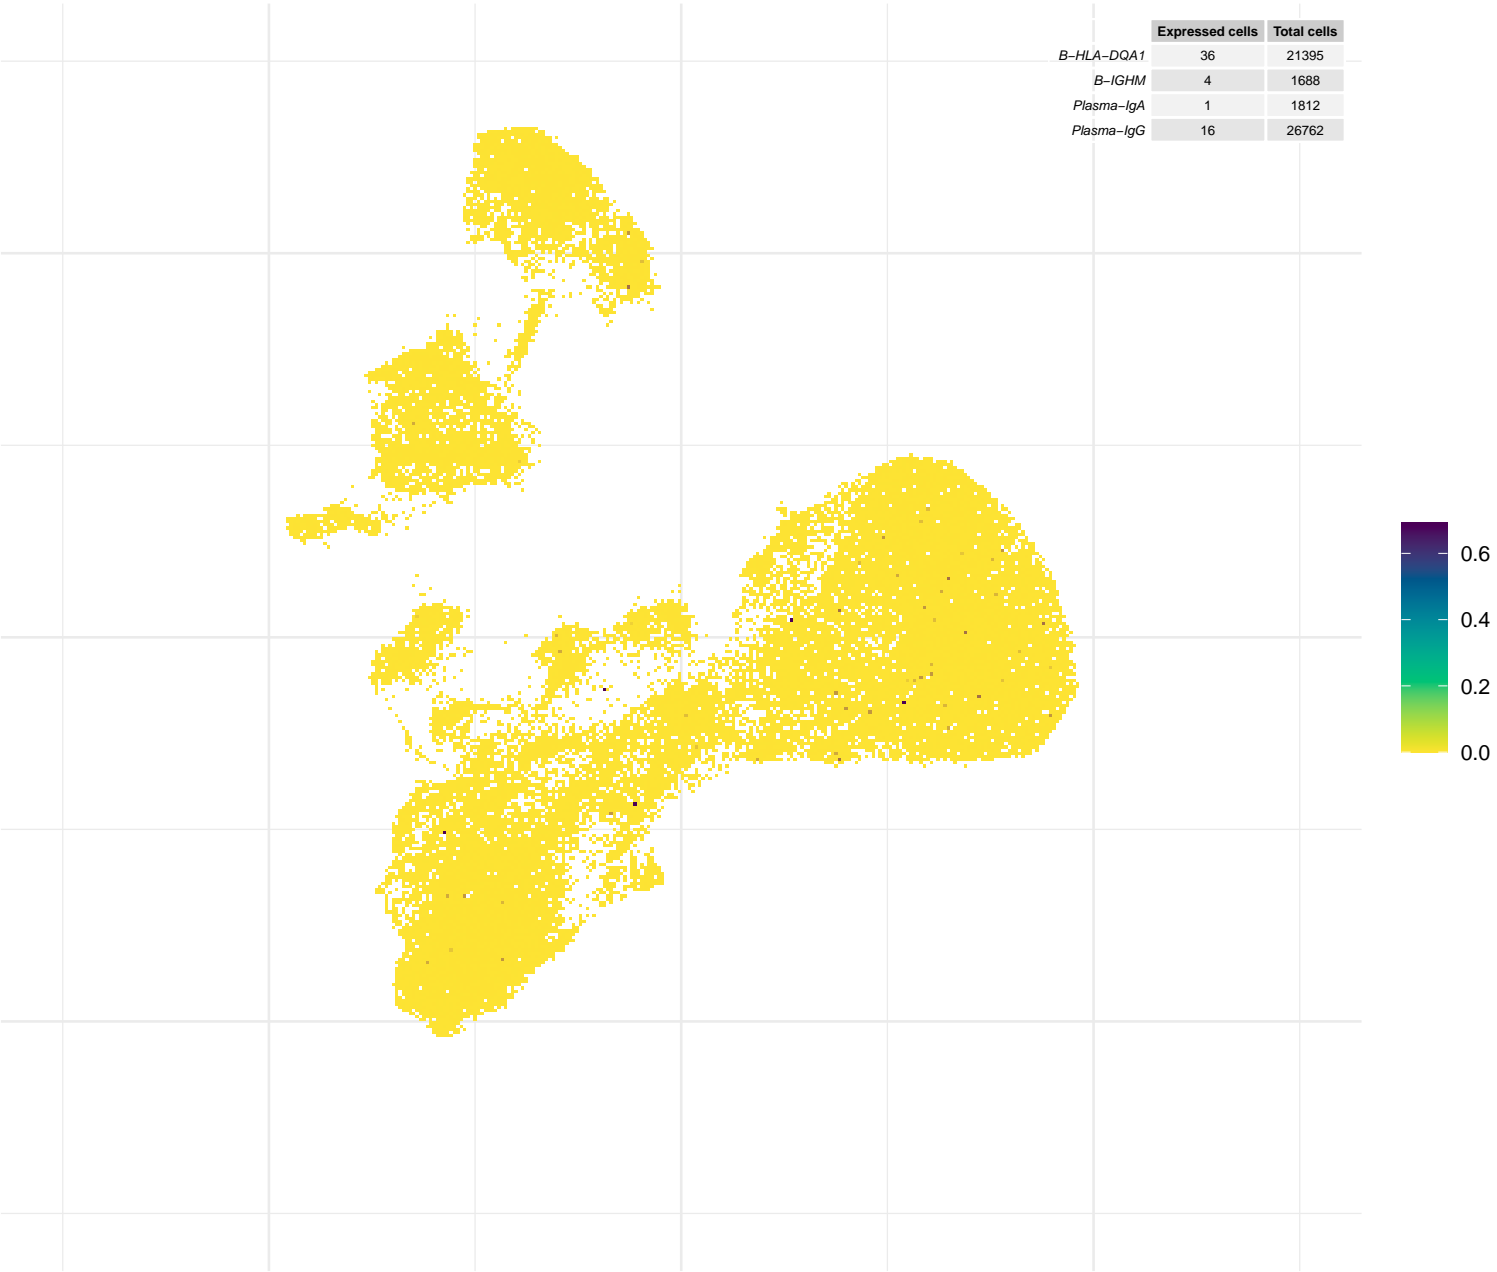 Expressed cells Total cells
B−HLA−DQA1 36 21395
B−IGHM 4 1688
Plasma−IgA 1 1812
Plasma−IgG 16 26762
0.6
0.4
0.2
0.0